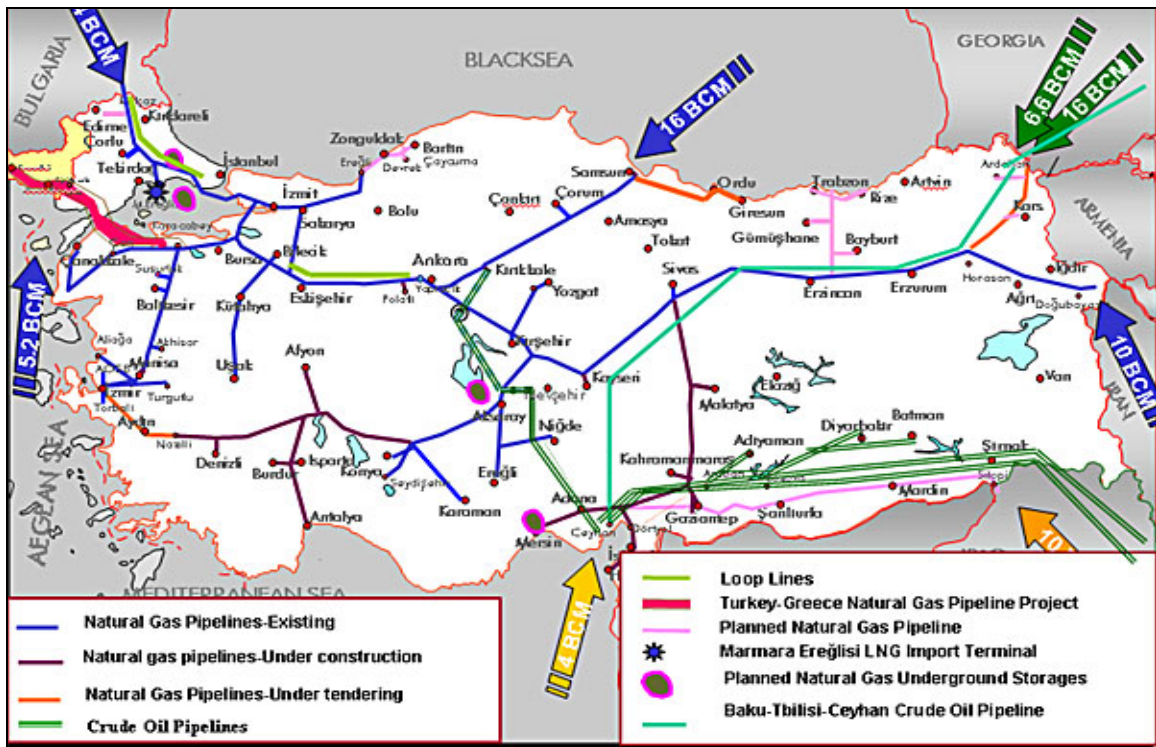 BULGARIA
4 BCM
BLACKSEA
16 BCM
GEORGIA
6,6 BCM
16 BCM
ARMENIA
Edirne
Kırklareli
Çorlu
Tekirdağ
İstanbul
Zonguldak
Bartın
Ereğli
Devrek
Çaycuma
İzmit
Sakarya
Bolu
Çankırı
Çorum
Samsun
Ordu
Giresun
Trabzon
Rize
Artvin
Ardahan
Kars
Amasya
Tokat
Gümüşhane
Bayburt
Karacabey
Çanakkale
Bursa
Bilecik
Ankara
Kırıkkale
Sivas
Horasan
Iğdır
Susurluk
Balıkesir
Kütahya
Eskişehir
Polatlı
Yozgat
Erzincan
Erzurum
Ağrı
Doğubayazıt
5.2 BCM
10 BCM
IRAN
Aliağa
Akhisar
Manisa
Uşak
Afyon
Kırşehir
Kayseri
Elazığ
Van
İzmir
Turgutlu
Torbalı
Aksaray
Nevşehir
Malatya
Batman
Aydın
Nazilli
Niğde
Diyarbakır
Adıyaman
Denizli
Burdur
Isparta
Konya
Seydişehir
Ereğli
Kahramanmaraş
Şırnak
Silopi
AEGEAN SEA
Karaman
Adana
Mardin
Antalya
Mersin
Ceyhan
Dörtyol
Gaziantep
Şanlıurfa
MEDITERRANEAN SEA
4 BCM
10
Natural Gas Pipelines-Existing
Natural gas pipelines-Under construction
Natural Gas Pipelines-Under tendering
Crude Oil Pipelines
Loop Lines
Turkey-Greece Natural Gas Pipeline Project
Planned Natural Gas Pipeline
Marmara Ereğlisi LNG Import Terminal
Planned Natural Gas Underground Storages
Baku-Tbilisi-Ceyhan Crude Oil Pipeline